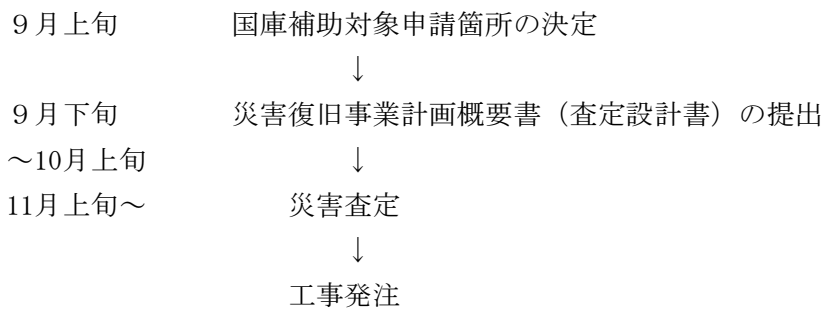 ９月上旬　　　国庫補助対象申請箇所の決定
↓
９月下旬　　　災害復旧事業計画概要書（査定設計書）の提出
～10月上旬　　　↓
11月上旬～　　　災害査定
↓
工事発注